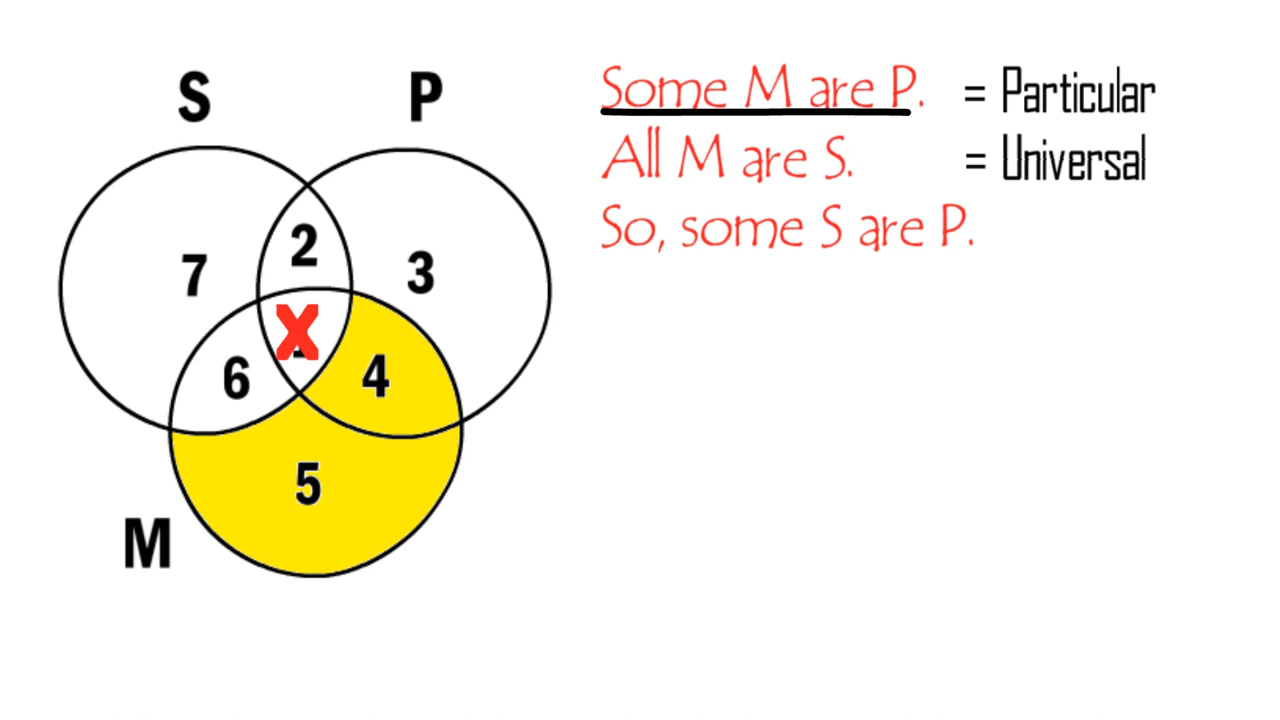 S P
Some M are P. = Particular
All M are S. = Universal
So, some S are P.
2
7 3
X
6 4
5
M